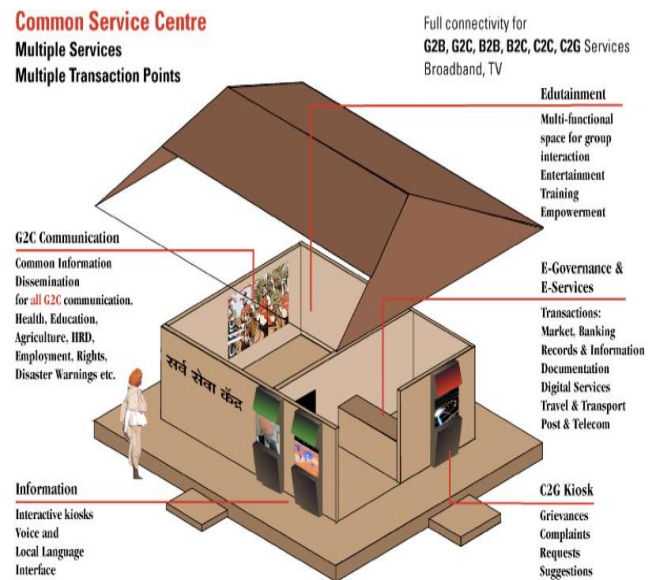 Common Service Centre
Multiple Services
Multiple Transaction Points
Full connectivity for
G2B, G2C, B2B, B2C, C2C, C2G Services
Broadband, TV
Edutainment
Multi-functional
space for group
interaction
Entertainment
Training
Empowerment
G2C Communication
Common Information
Dissemination
for all G2C communication.
Health, Education,
Agriculture, HRD,
Employment, Rights,
Disaster Warnings etc.
E-Governance &
E-Services
Transactions:
Market, Banking
Records & Information
Documentation
Digital Services
Travel & Transport
Post & Telecom
सर्व सेवा केंद्र
Information
Interactive kiosks
Voice and
Local Language
Interface
C2G Kiosk
Grievances
Complaints
Requests
Suggestions